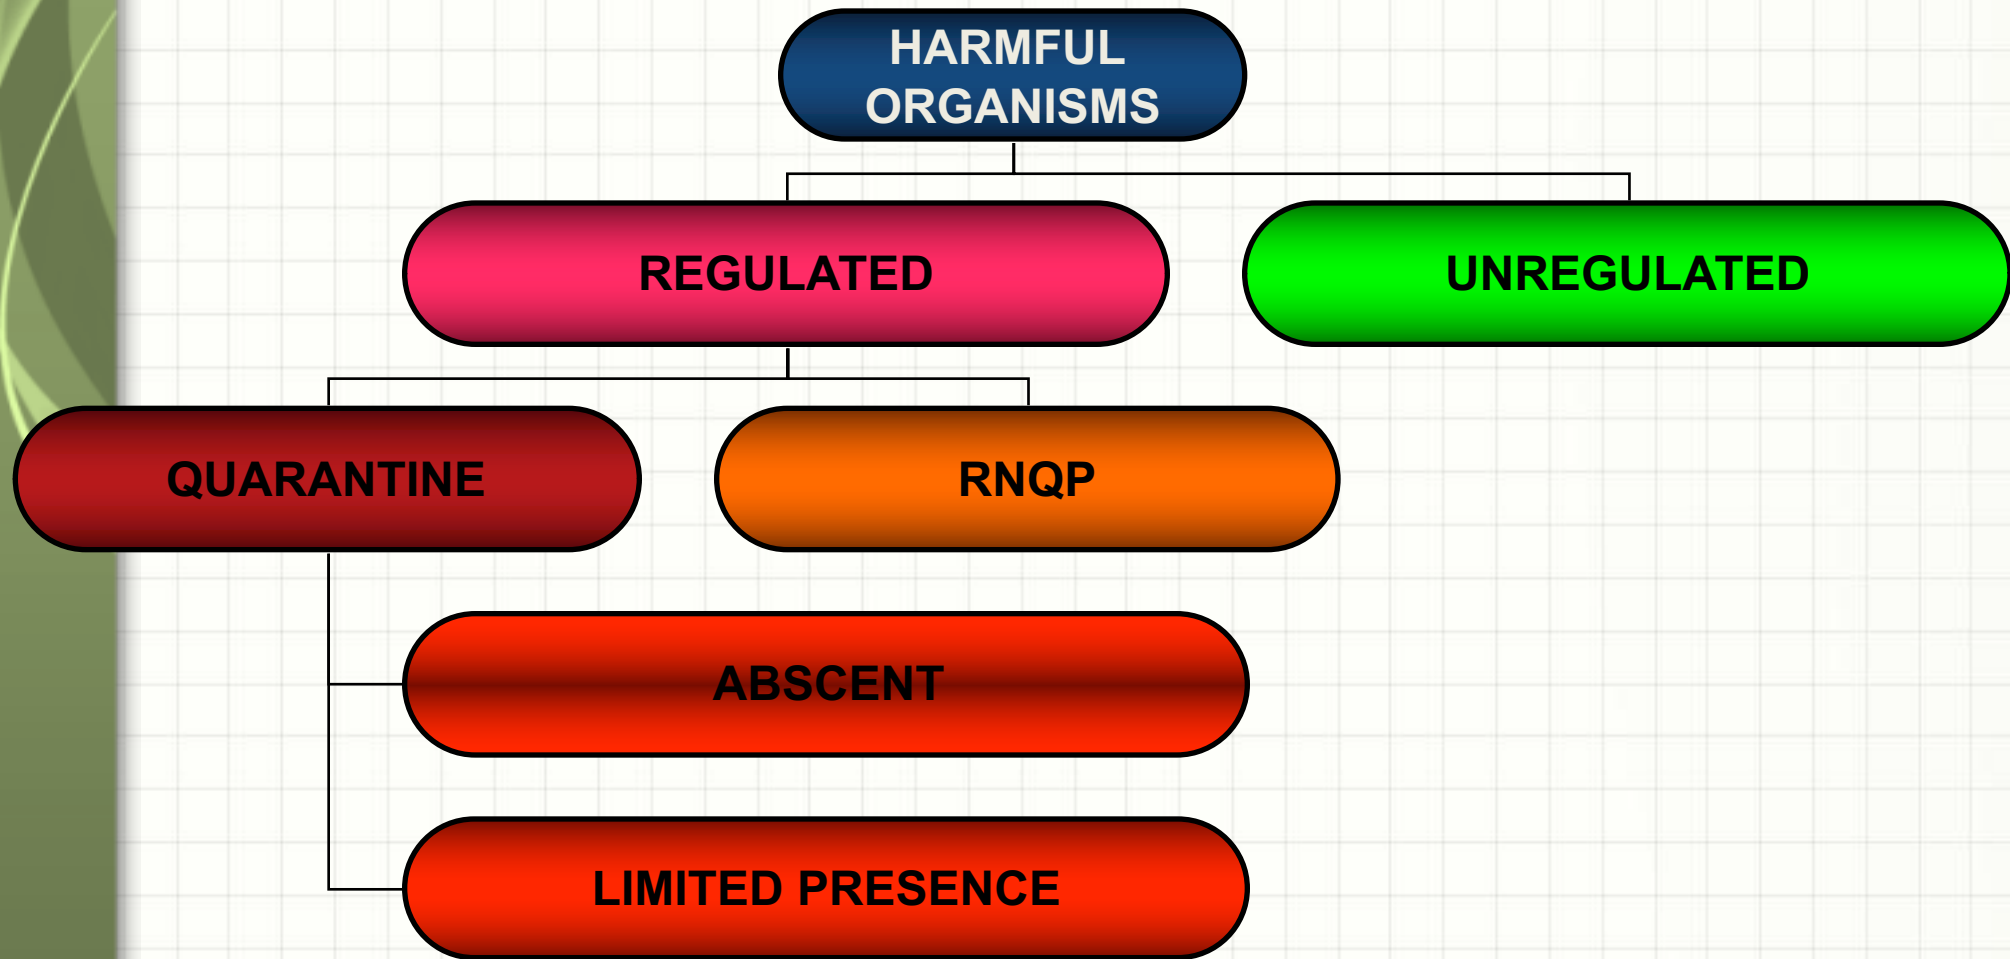 HARMFUL
ORGANISMS
REGULATED
UNREGULATED
QUARANTINE
RNQP
ABSCENT
LIMITED PRESENCE